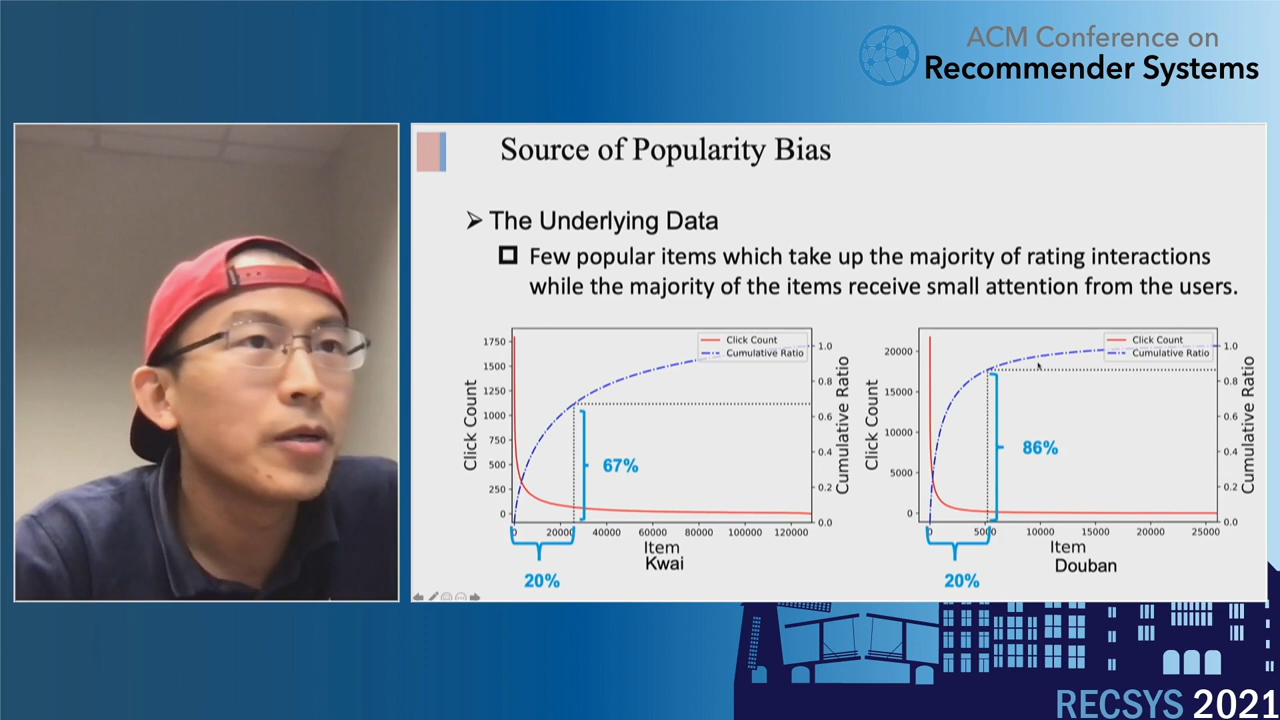 ACM Conference on
Recommender Systems
Source of Popularity Bias
The Underlying Data
Few popular items which take up the majority of rating interactions
while the majority of the items receive small attention from the users.
1750
1500
1250
1000
750
500
250
0
Click Count
Click Count
Cumulative Ratio
1.0
0.8
0.6
0.4
0.2
0.0
Cumulative Ratio
67%
0 20000 40000 60000 80000 100000 120000
Item
Kwai
20%
20000
15000
10000
5000
0
Click Count
Click Count
Cumulative Ratio
1.0
0.8
0.6
0.4
0.2
0.0
Cumulative Ratio
86%
0 5000 10000 15000 20000 25000
Item
Douban
20%
RECSYS 2021